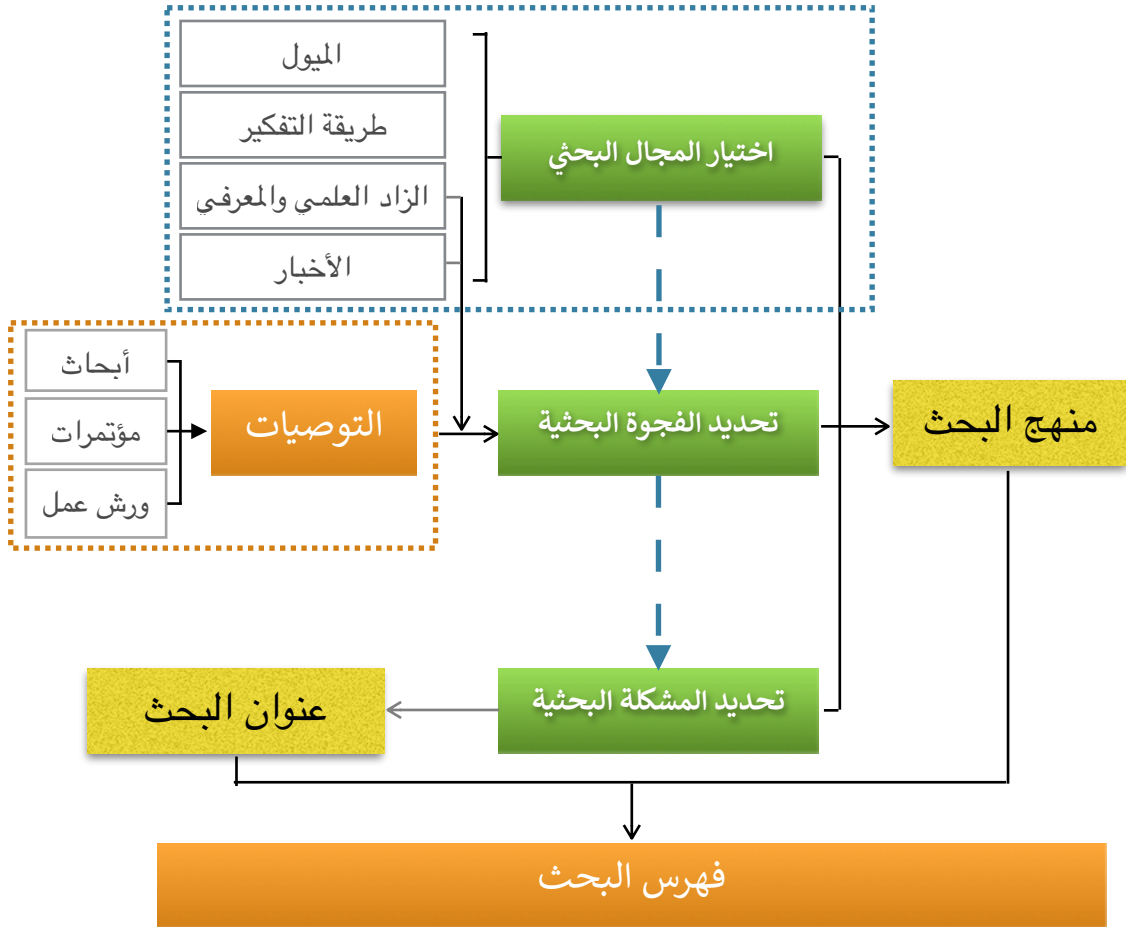 الميول
طريقة التفكير
الزاد العلمي والمعرفي
الأخبار
اختيار المجال البحثي
أبحاث
مؤتمرات
ورش عمل
التوصيات
تحديد الفجوة البحثية
منهج البحث
تحديد المشكلة البحثية
عنوان البحث
فهرس البحث